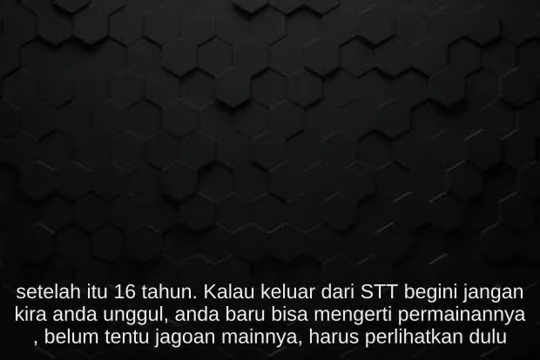 setelah itu 16 tahun. Kalau keluar dari STT begini jangan
kira anda unggul, anda baru bisa mengerti permainannya
, belum tentu jagoan mainnya, harus perlihatkan dulu